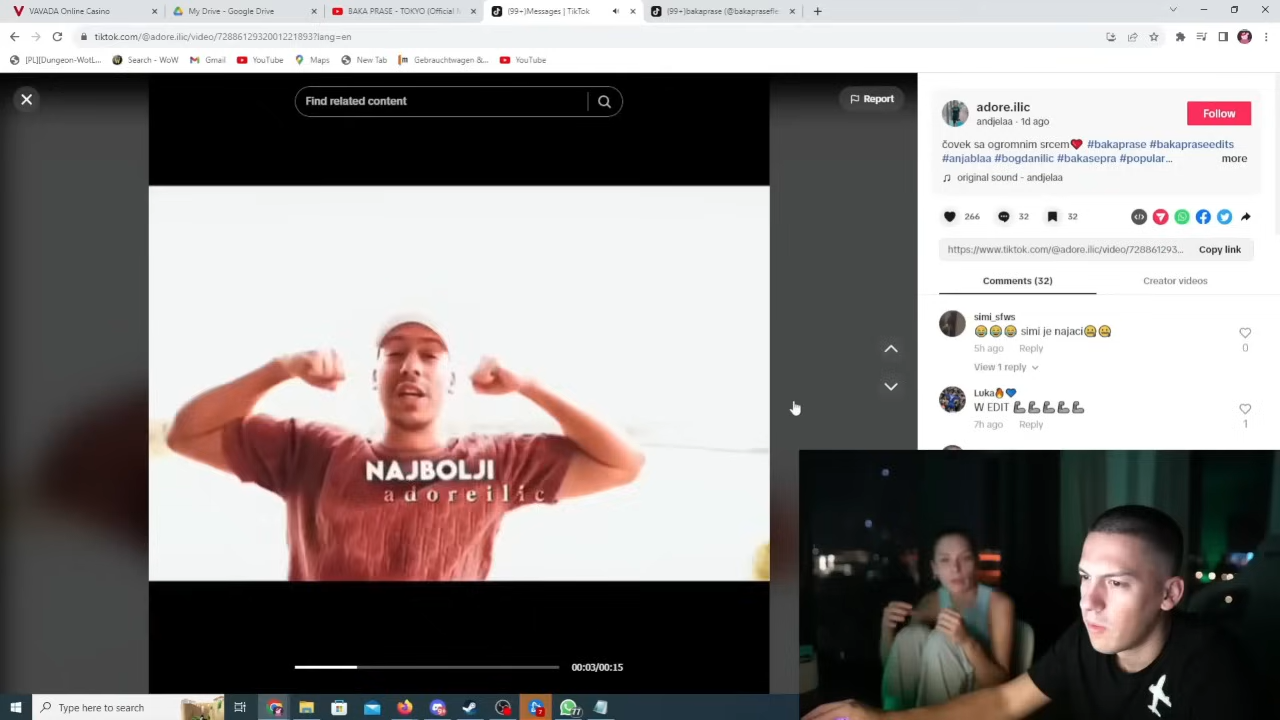 VAVADA Online Casino
My Drive - Google Drive
BAKA PRASE - TOKYO (Official M
(99+)Messages | TikTok
(99+)bakaprase (@bakaprasefle
tiktok.com/@adore.ilic/video/7288612932001221893?lang=en
[PL][Dungeon-WotL...
Search - WoW
Gmail
YouTube
Maps
New Tab
Gebrauchtwagen &...
YouTube
Find related content
Report
NAJBOLJI
adoreilic
00:03/00:15
adore.ilic
andjelaa · 1d ago
Follow
čovek sa ogromnim srcem❤️ #bakaprase #bakapraseedits
#anjablaa #bogdanilic #bakasepra #popular...
more
original sound - andjelaa
266
32
32
https://www.tiktok.com/@adore.ilic/video/728861293...
Copy link
Comments (32)
Creator videos
simi_sfws
😂😂😂 simi je najaci🤐🤐
5h ago
Reply
0
View 1 reply
Luka🔥💙
W EDIT 💪💪💪💪💪
7h ago
Reply
1
Type here to search